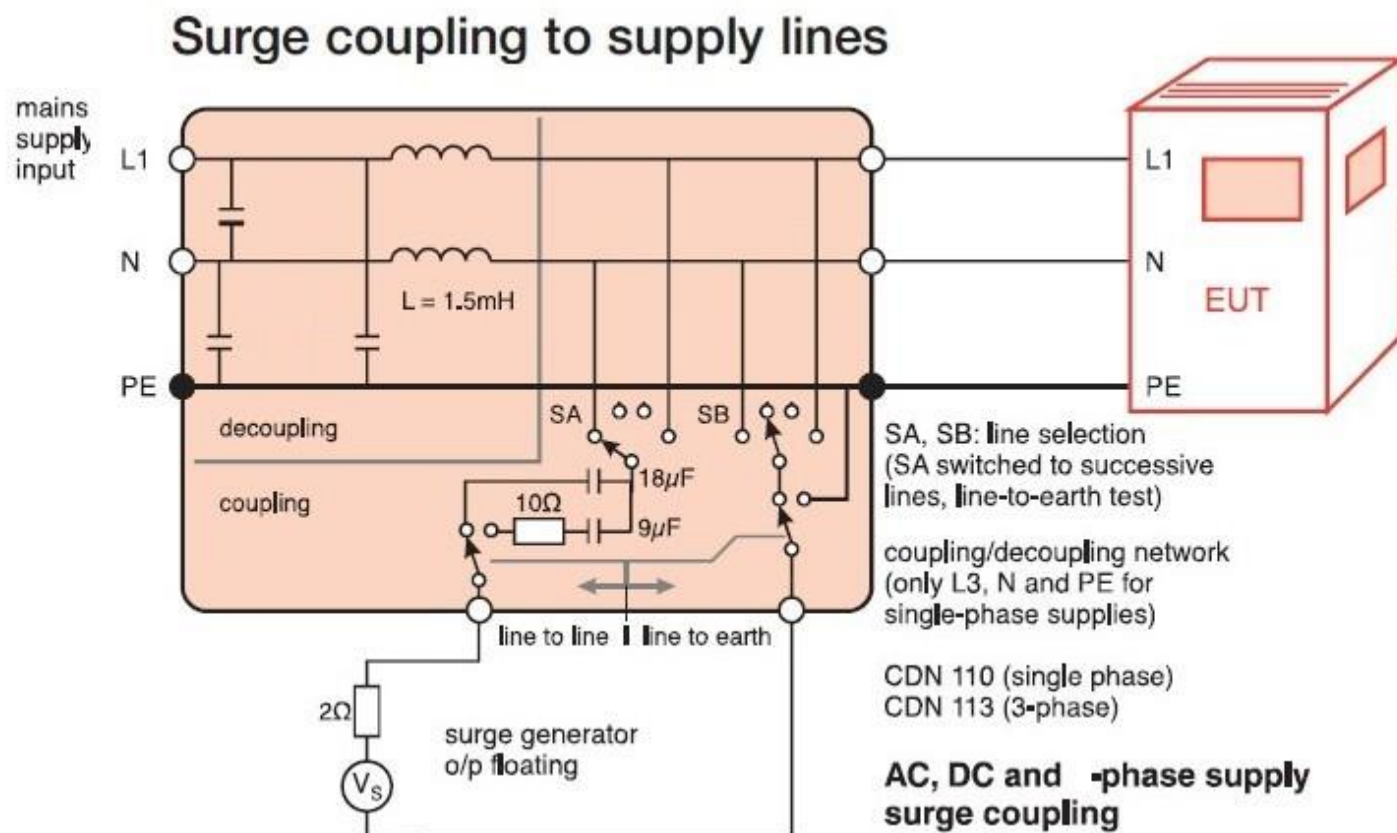 Surge coupling to supply lines
mains
supply
input
L1
N
PE
L = 1.5mH
decoupling
coupling
SA
SB
18µF
10Ω
9µF
line to line
line to earth
2Ω
surge generator
o/p floating
VS
L1
N
EUT
PE
SA, SB: line selection
(SA switched to successive
lines, line-to-earth test)
coupling/decoupling network
(only L3, N and PE for
single-phase supplies)
CDN 110 (single phase)
CDN 113 (3-phase)
AC, DC and -phase supply
surge coupling